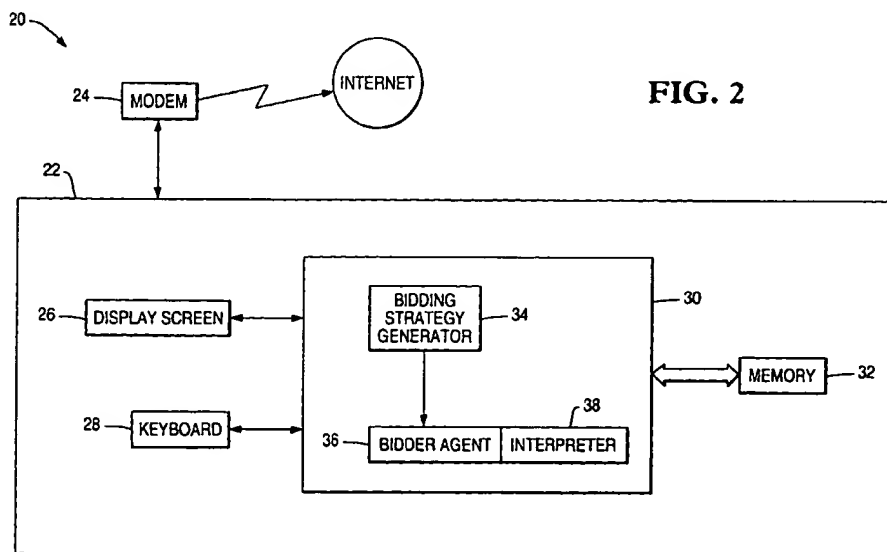 20
INTERNET
FIG. 2
24
MODEM
22
30
BIDDING
STRATEGY
GENERATOR
34
26
DISPLAY SCREEN
MEMORY
32
38
28
KEYBOARD
36
BIDDER AGENT
INTERPRETER